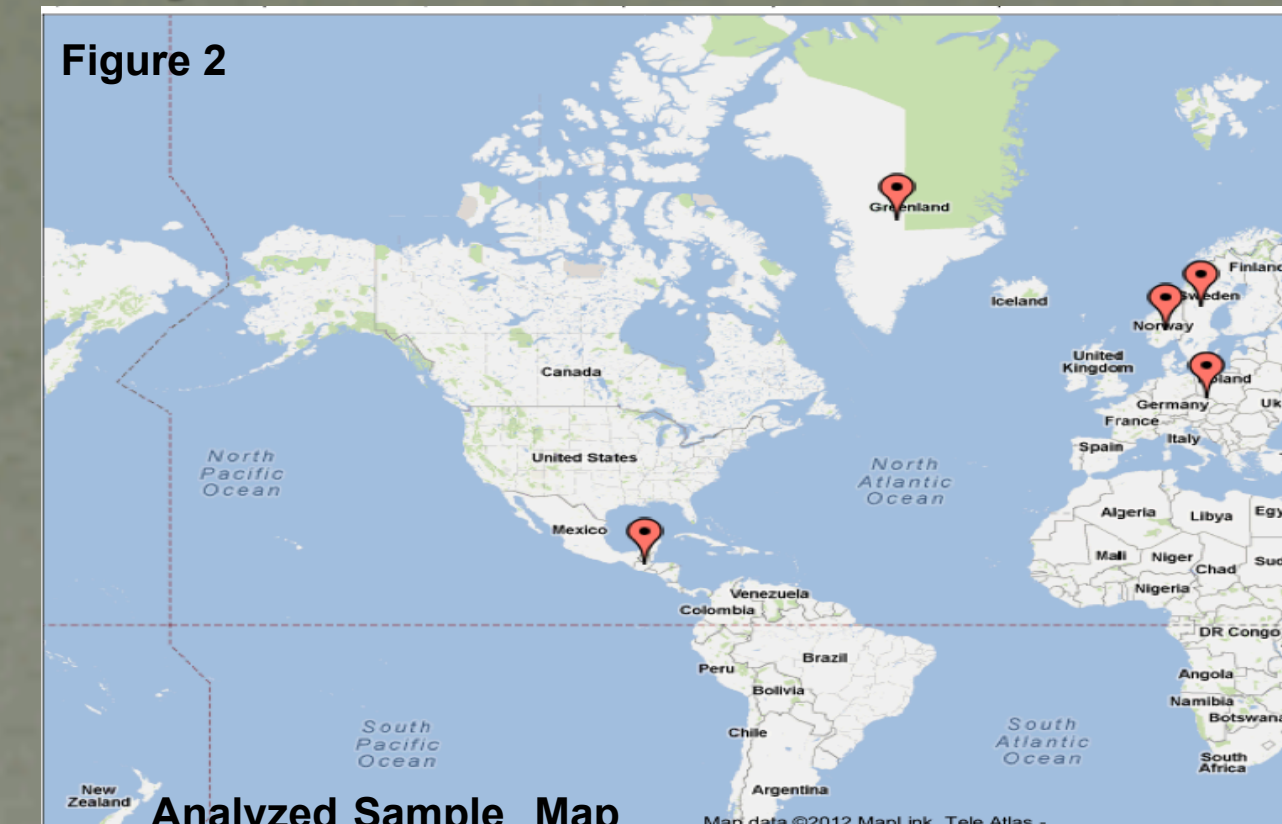 Figure 2
Greenland
Finland
Iceland
Sweden
Norway
United
Kingdom
Canada
Poland
Germany
Uk
France
United States
Spain
Italy
North
Pacific
Ocean
North
Atlantic
Ocean
Mexico
Algeria
Libya
Egy
Mali
Niger
Chad
Sud
Nigeria
Venezuela
Colombia
DR Congo
Brazil
Peru
Angola
Bolivia
Namibia
Botswana
South
Pacific
Ocean
Chile
South
Atlantic
Ocean
South
Africa
New
Zealand
Argentina
Analyzed Sample Map
Map data ©2012 MapLink, Tele Atlas -